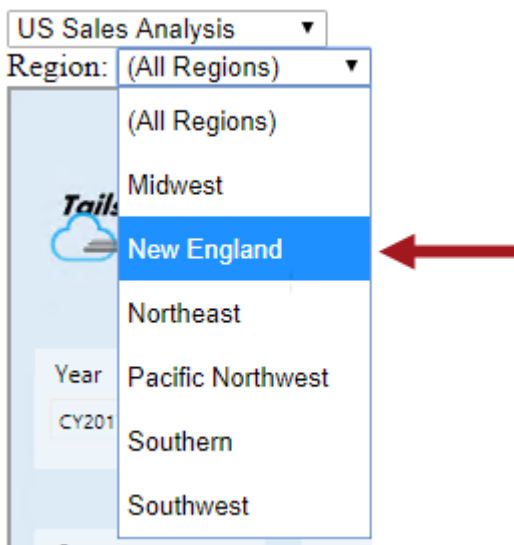 US Sales Analysis
Region: (All Regions)
(All Regions)
Midwest
New England
Northeast
Pacific Northwest
Southern
Southwest
Year